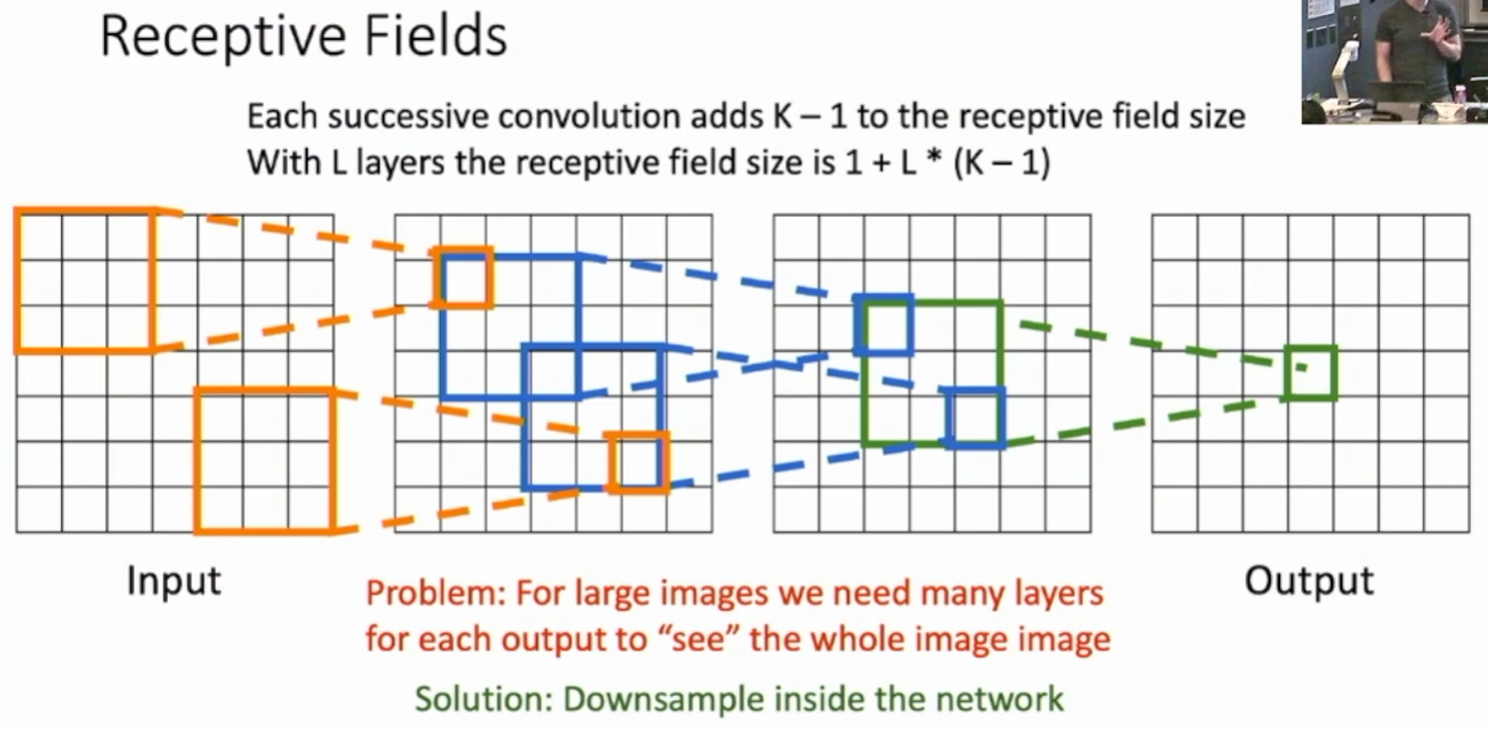 Receptive Fields
Each successive convolution adds K – 1 to the receptive field size
With L layers the receptive field size is 1 + L * (K – 1)
Input
Output
Problem: For large images we need many layers
for each output to “see” the whole image image
Solution: Downsample inside the network